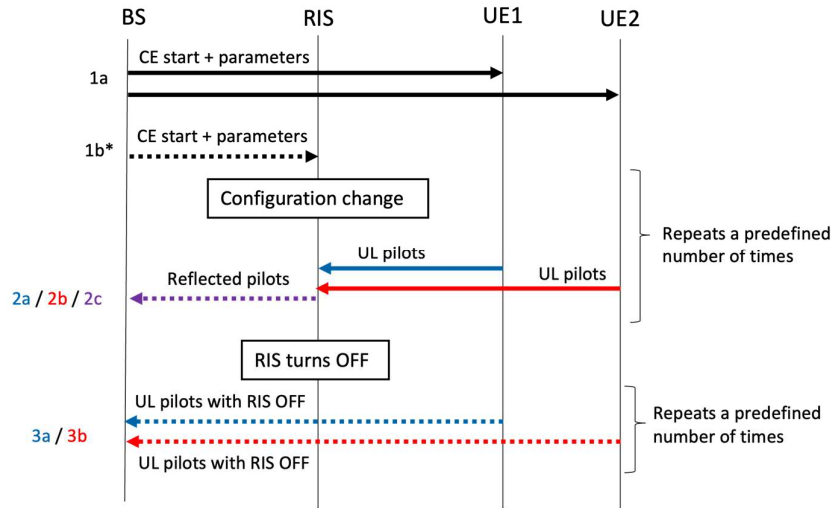 BS RIS UE1 UE2
CE start + parameters
1a
CE start + parameters
1b*
Configuration change
Repeats a predefined
number of times
UL pilots
UL pilots
Reflected pilots
2a / 2b / 2c
RIS turns OFF
UL pilots with RIS OFF
Repeats a predefined
number of times
3a / 3b
UL pilots with RIS OFF